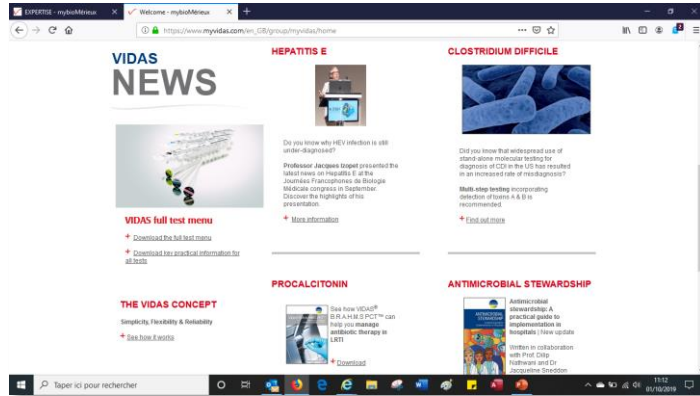 EXPERTISE - mybioMérieux
Welcome - mybioMérieux
https://www.myvidas.com/en_GB/group/myvidas/home
VIDAS
NEWS
VIDAS full test menu
+ Download the full test menu
+ Download key practical information for
all tests
THE VIDAS CONCEPT
Simplicity, Flexibility & Reliability
+ See how it works
HEPATITIS E
Do you know why HEV infection is still
under-diagnosed?
Professor Jacques Izopet presented the
latest news on Hepatitis E at the
Journées Francophones de Biologie
Médicale congress in September.
Discover the highlights of his
presentation.
+ More information
CLOSTRIDIUM DIFFICILE
Did you know that widespread use of
stand-alone molecular testing for
diagnosis of CDI in the US has resulted
in an increased rate of misdiagnosis?
Multi-step testing incorporating
detection of toxins A & B is
recommended.
+ Find out more
PROCALCITONIN
See how VIDAS®
B.R.A.H.M.S PCT™ can
help you manage
antibiotic therapy in
LRTI
+ Download
ANTIMICROBIAL STEWARDSHIP
ANTIMICROBIAL
STEWARDSHIP
Antimicrobial
stewardship: A
practical guide to
implementation in
hospitals | New update
Written in collaboration
with Prof. Dilip
Nathwani and Dr
Jacqueline Sneddon
Taper ici pour rechercher
11:12
01/10/2019